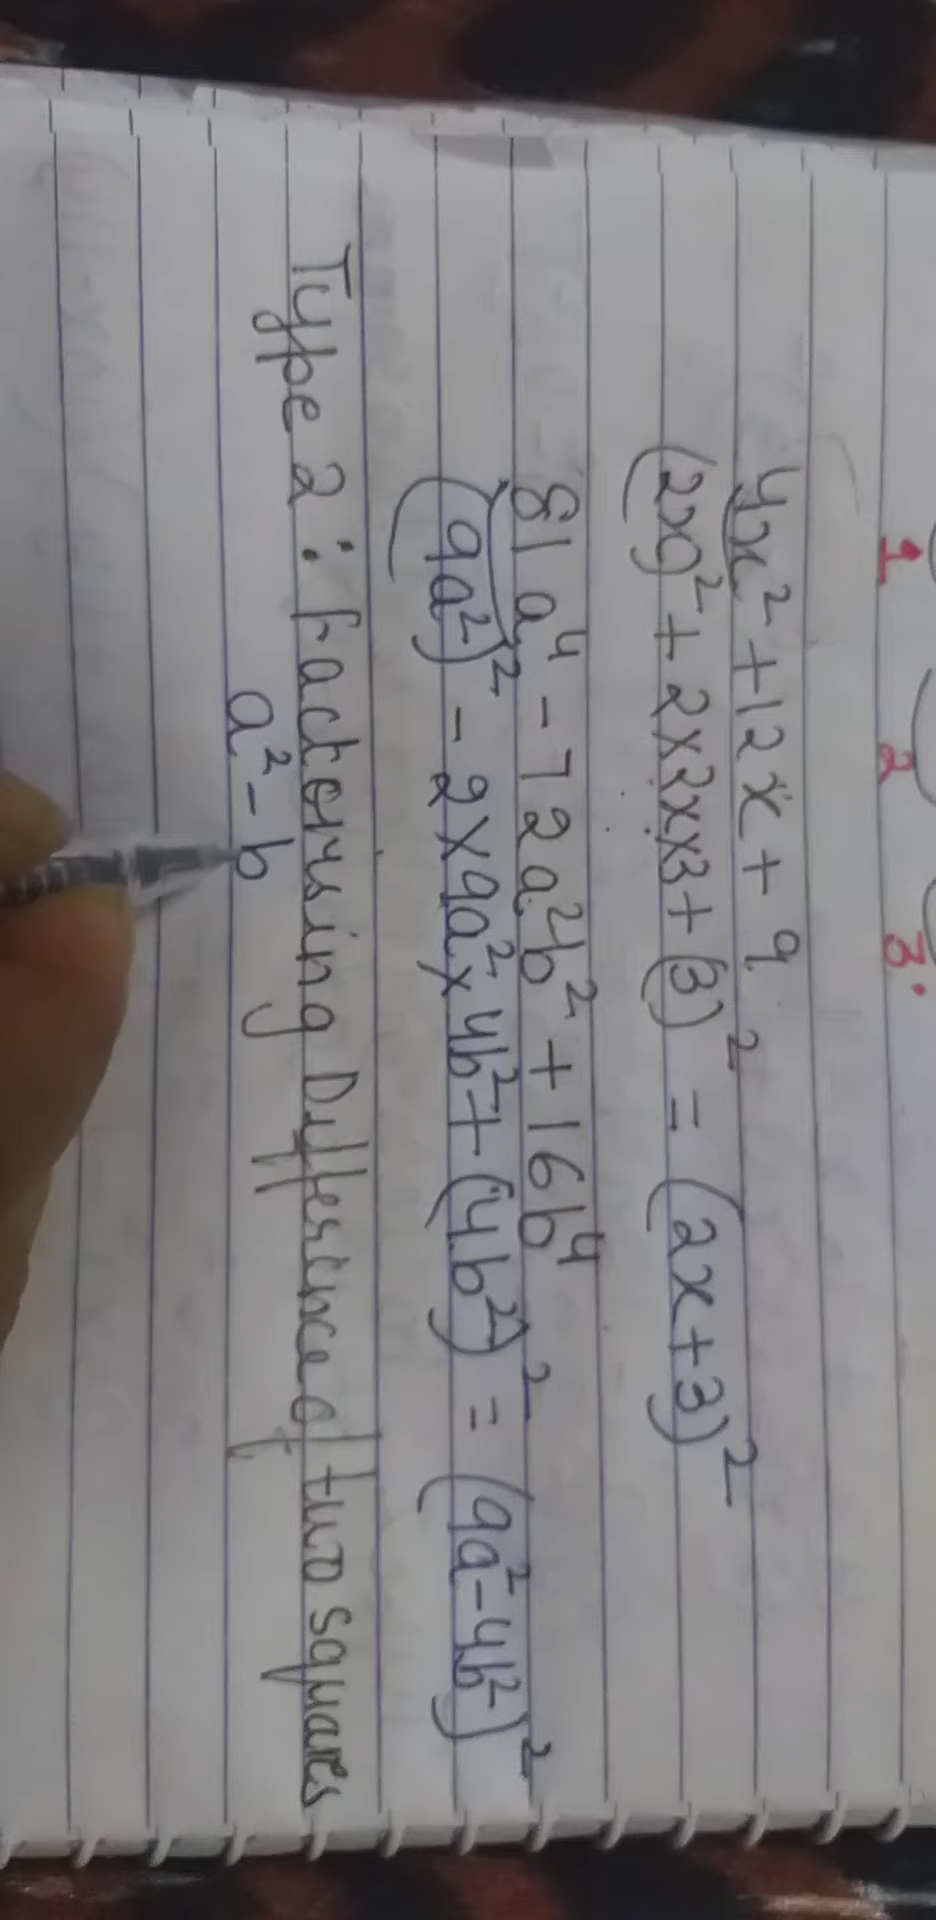 1 2 3.
4x² + 12x + 9
(2x)² + 2×2x×3 + (3)² = (2x+3)²
81a⁴ - 72a²b² + 16b⁴
(9a²)² - 2×9a²×4b² + (4b²)² = (9a²-4b²)²
Type 2 : Factorising Difference of two squares
a² - b